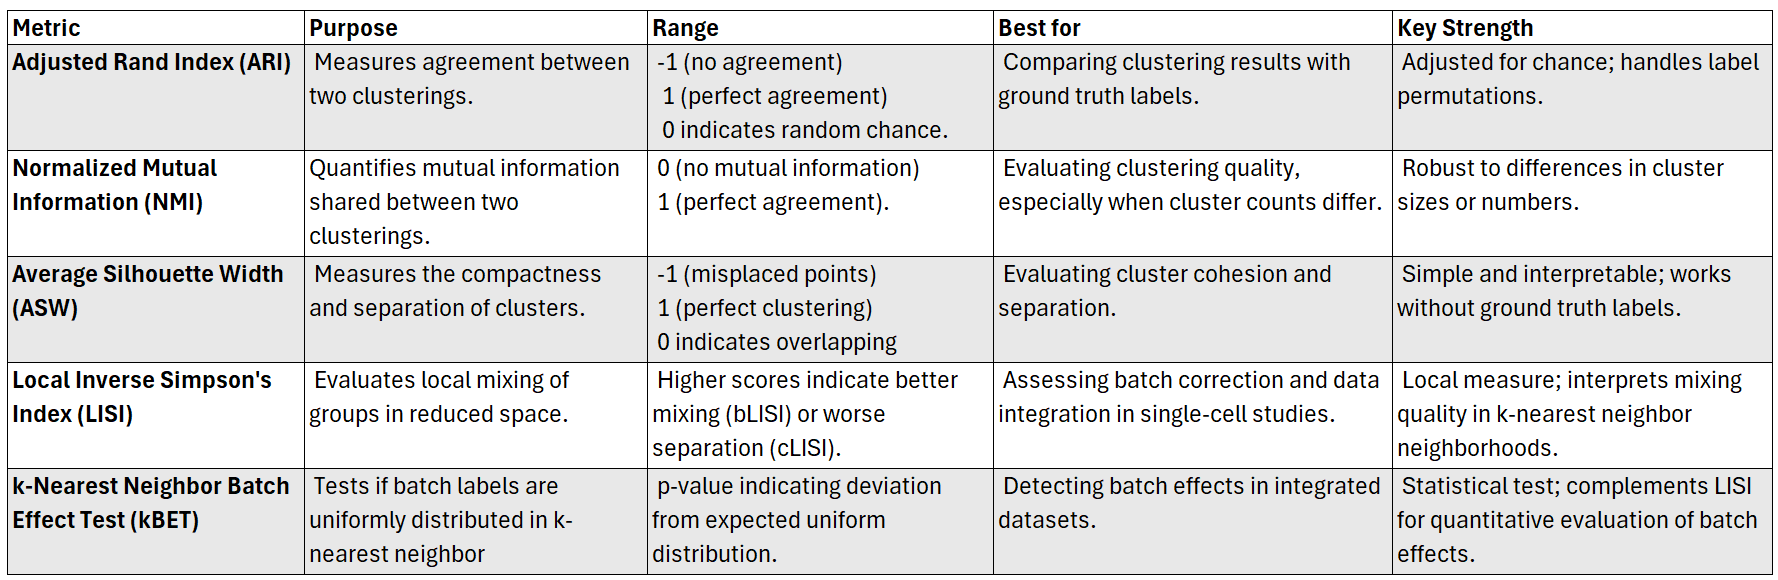 Metric
Purpose
Range
Best for
Key Strength
Adjusted Rand Index (ARI)
Measures agreement between
two clusterings.
-1 (no agreement)
1 (perfect agreement)
0 indicates random chance.
Comparing clustering results with
ground truth labels.
Adjusted for chance; handles label
permutations.
Normalized Mutual
Information (NMI)
Quantifies mutual information
shared between two
clusterings.
0 (no mutual information)
1 (perfect agreement).
Evaluating clustering quality,
especially when cluster counts differ.
Robust to differences in cluster
sizes or numbers.
Average Silhouette Width
(ASW)
Measures the compactness
and separation of clusters.
-1 (misplaced points)
1 (perfect clustering)
0 indicates overlapping
Evaluating cluster cohesion and
separation.
Simple and interpretable; works
without ground truth labels.
Local Inverse Simpson's
Index (LISI)
Evaluates local mixing of
groups in reduced space.
Higher scores indicate better
mixing (bLISI) or worse
separation (cLISI).
Assessing batch correction and data
integration in single-cell studies.
Local measure; interprets mixing
quality in k-nearest neighbor
neighborhoods.
k-Nearest Neighbor Batch
Effect Test (kBET)
Tests if batch labels are
uniformly distributed in k-
nearest neighbor
p-value indicating deviation
from expected uniform
distribution.
Detecting batch effects in integrated
datasets.
Statistical test; complements LISI
for quantitative evaluation of batch
effects.